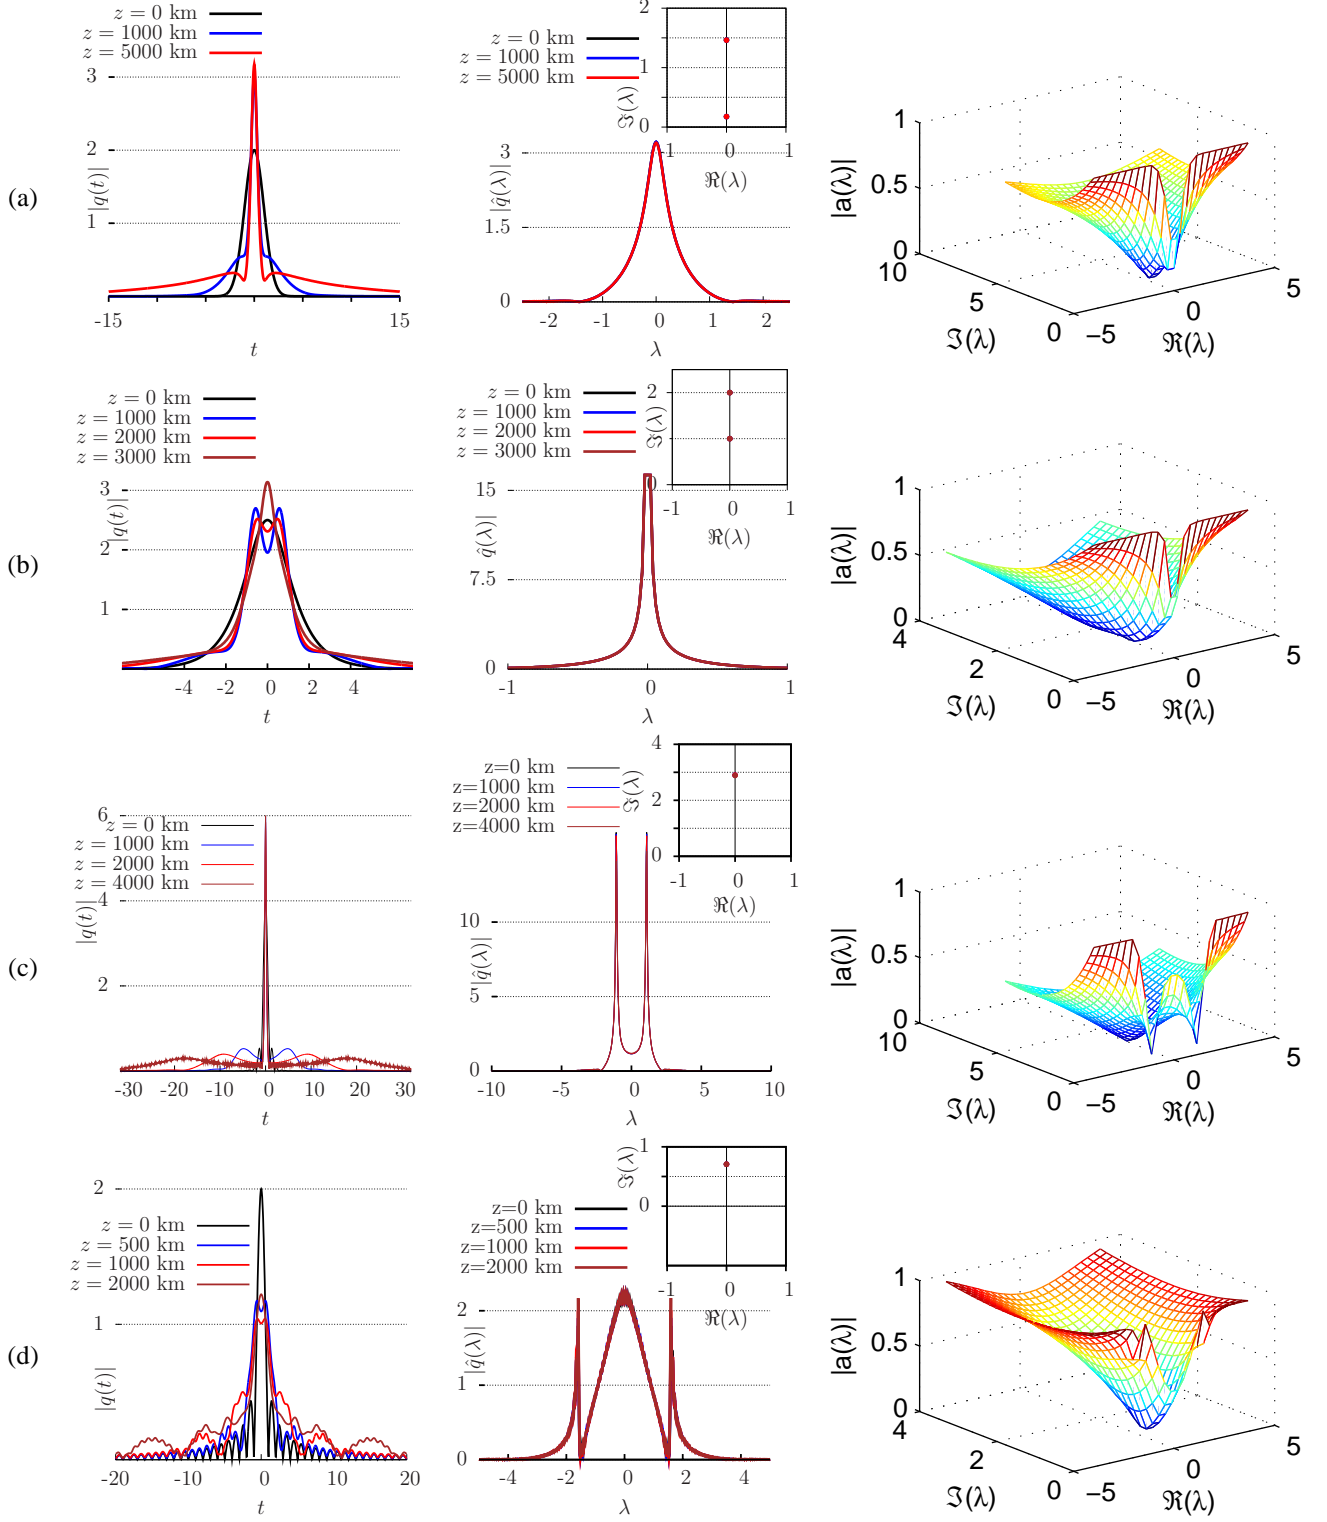 (a)
z = 0 km
z = 1000 km
z = 5000 km
3
2
1
|q(t)|
-15
15
t
z = 0 km
z = 1000 km
z = 5000 km
2
1
0
ℑ(λ)
-1
0
1
ℜ(λ)
3
1.5
0
|q̂(λ)|
-2
-1
0
1
2
λ
1
0.5
0
|a(λ)|
10
5
0
ℑ(λ)
−5
0
5
ℜ(λ)
(b)
z = 0 km
z = 1000 km
z = 2000 km
z = 3000 km
3
2
1
|q(t)|
-4
-2
0
2
4
t
z = 0 km
z = 1000 km
z = 2000 km
z = 3000 km
2
1
0
ℑ(λ)
-1
0
1
ℜ(λ)
15
7.5
0
|q̂(λ)|
-1
0
1
λ
1
0.5
0
|a(λ)|
4
2
0
ℑ(λ)
−5
0
5
ℜ(λ)
(c)
z = 0 km
z = 1000 km
z = 2000 km
z = 4000 km
6
4
2
|q(t)|
-30
-20
-10
0
10
20
30
t
z=0 km
z=1000 km
z=2000 km
z=4000 km
4
2
0
ℑ(λ)
-1
0
1
ℜ(λ)
10
5
0
|q̂(λ)|
-10
-5
0
5
10
λ
1
0.5
0
|a(λ)|
10
5
0
ℑ(λ)
−5
0
5
ℜ(λ)
(d)
z = 0 km
z = 500 km
z = 1000 km
z = 2000 km
2
1
|q(t)|
-20
-10
0
10
20
t
z=0 km
z=500 km
z=1000 km
z=2000 km
1
0
ℑ(λ)
-1
0
1
ℜ(λ)
2
1
0
|q̂(λ)|
-4
-2
0
2
4
λ
1
0.5
0
|a(λ)|
4
2
0
ℑ(λ)
−5
0
5
ℜ(λ)